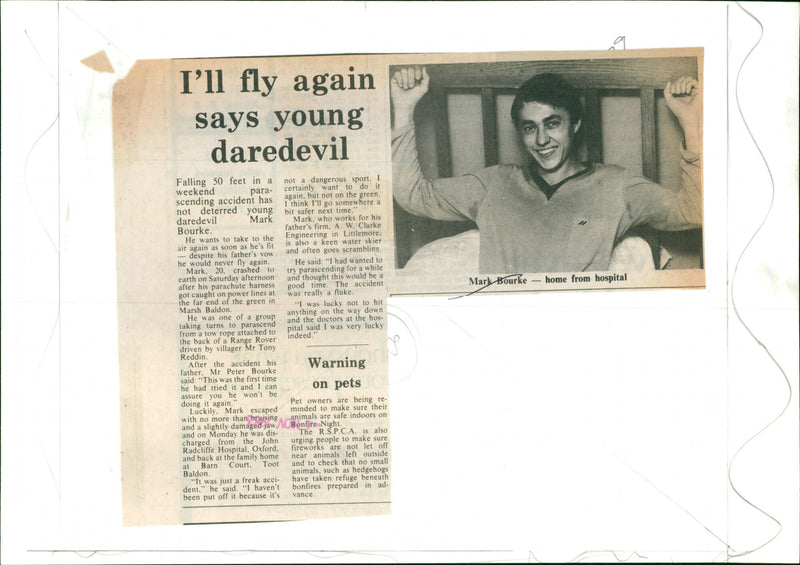 I'll fly again
says young
daredevil
Falling 50 feet in a
weekend para-
scending accident has
not deterred young
daredevil Mark
Bourke.
He wants to take to the
air again as soon as he's fit
— despite his father's vow
he would never fly again.
Mark, 20, crashed to
earth on Saturday afternoon
after his parachute harness
got caught on power lines at
the far end of the green in
Marsh Baldon.
He was one of a group
taking turns to parascend
from a tow rope attached to
the back of a Range Rover
driven by villager Mr Tony
Reddin.
After the accident his
father, Mr Peter Bourke
said: "This was the first time
he had tried it and I can
assure you he won't be
doing it again."
Luckily, Mark escaped
with no more than bruising
and a slightly damaged jaw
and on Monday he was dis-
charged from the John
Radcliffe Hospital, Oxford,
and back at the family home
at Barn Court, Toot
Baldon.
"It was just a freak acci-
dent," he said. "I haven't
been put off it because it's
not a dangerous sport. I
certainly want to do it
again, but not on the green.
I think I'll go somewhere a
bit safer next time."
Mark, who works for his
father's firm, A. W. Clarke
Engineering in Littlemore,
is also a keen water skier
and often goes scrambling.
He said: "I had wanted to
try parascending for a while
and thought this would be a
good time. The accident
was really a fluke.
"I was lucky not to hit
anything on the way down
and the doctors at the hos-
pital said I was very lucky
indeed."
Warning
on pets
Pet owners are being re-
minded to make sure their
animals are safe indoors on
Bonfire Night.
The R.S.P.C.A. is also
urging people to make sure
fireworks are not let off
near animals left outside
and to check that no small
animals, such as hedgehogs
have taken refuge beneath
bonfires prepared in ad-
vance.
Mark Bourke — home from hospital